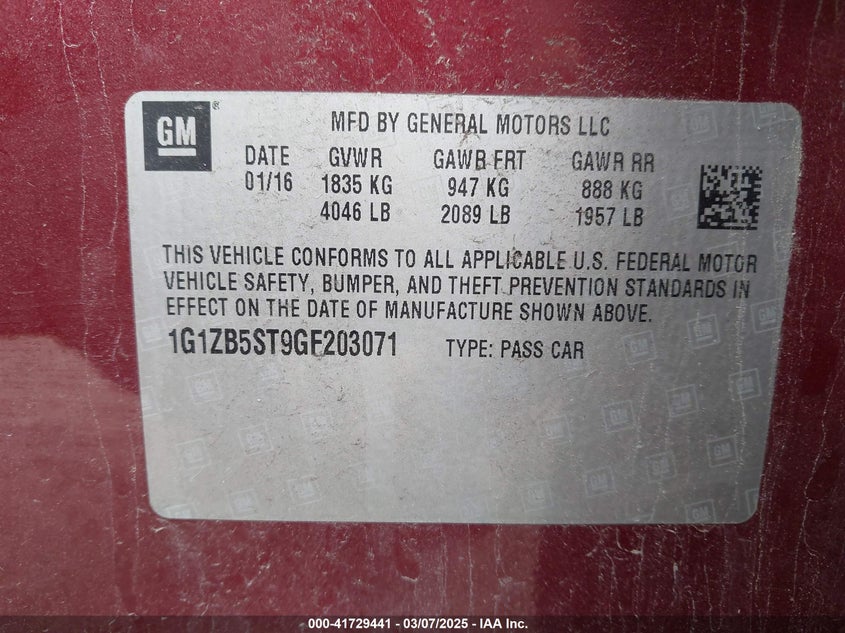 GM
MFD BY GENERAL MOTORS LLC
DATE GVWR GAWR FRT GAWR RR
01/16 1835 KG 947 KG 888 KG
4046 LB 2089 LB 1957 LB
THIS VEHICLE CONFORMS TO ALL APPLICABLE U.S. FEDERAL MOTOR
VEHICLE SAFETY, BUMPER, AND THEFT PREVENTION STANDARDS IN
EFFECT ON THE DATE OF MANUFACTURE SHOWN ABOVE.
1G1ZB5ST9GF203071 TYPE: PASS CAR
000-41729441 — 03/07/2025 — IAA Inc.